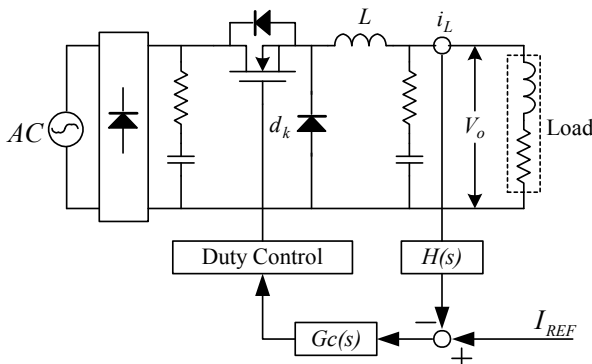 L
i_L
AC
d_k
V_o
Load
Duty Control
H(s)
Gc(s)
−
+
I_REF